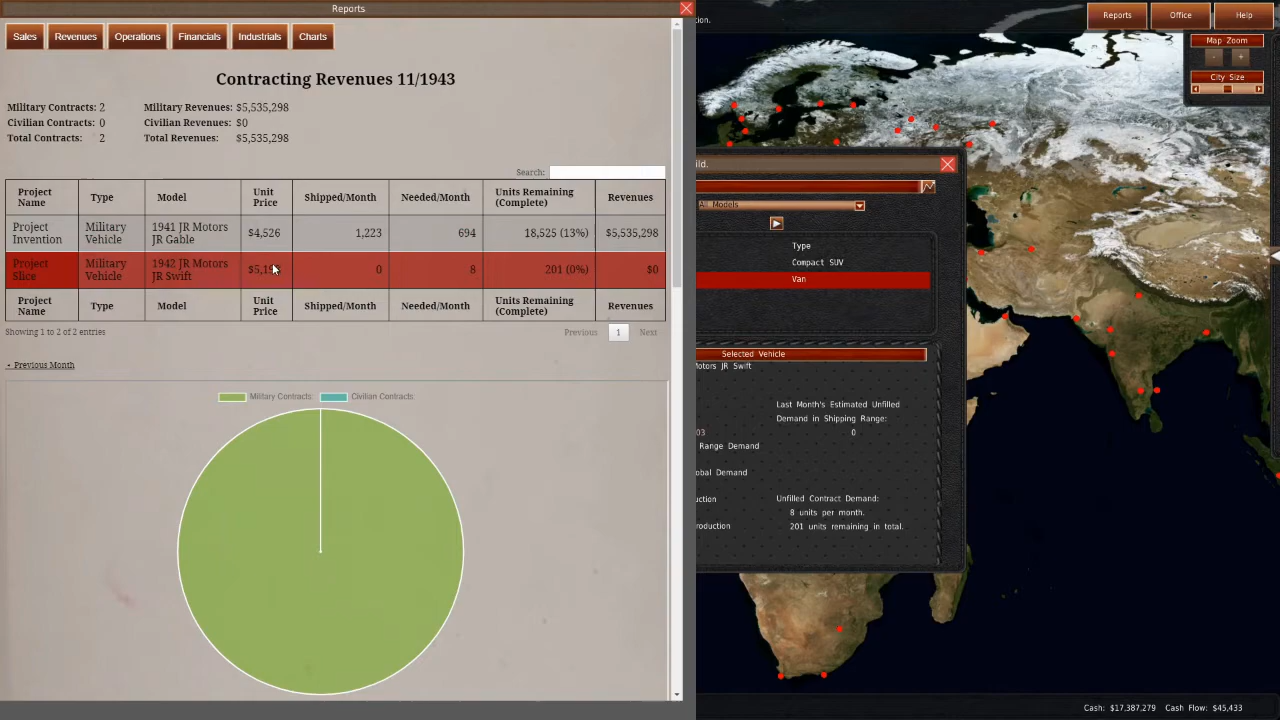 Reports
Sales Revenues Operations Financials Industrials Charts
Contracting Revenues 11/1943
Military Contracts: 2 Military Revenues: $5,535,298
Civilian Contracts: 0 Civilian Revenues: $0
Total Contracts: 2 Total Revenues: $5,535,298
Search:
Project Name Type Model Unit Price Shipped/Month Needed/Month Units Remaining (Complete) Revenues
Project Invention Military Vehicle 1941 JR Motors JR Gable $4,526 1,223 694 18,525 (13%) $5,535,298
Project Slice Military Vehicle 1942 JR Motors JR Swift 0 8 201 (0%) $0
Project Name Type Model Unit Price Shipped/Month Needed/Month Units Remaining (Complete) Revenues
Showing 1 to 2 of 2 entries Previous 1 Next
• Previous Month
Military Contracts: Civilian Contracts:
Reports Office Help
Map Zoom
- +
City Size
All Models
Type
Compact SUV
Van
Selected Vehicle
JR Swift
Last Month's Estimated Unfilled
Demand in Shipping Range:
03 0
Range Demand
Demand
Unfilled Contract Demand:
8 units per month.
201 units remaining in total.
Cash: $17,387,279 Cash Flow: $45,433